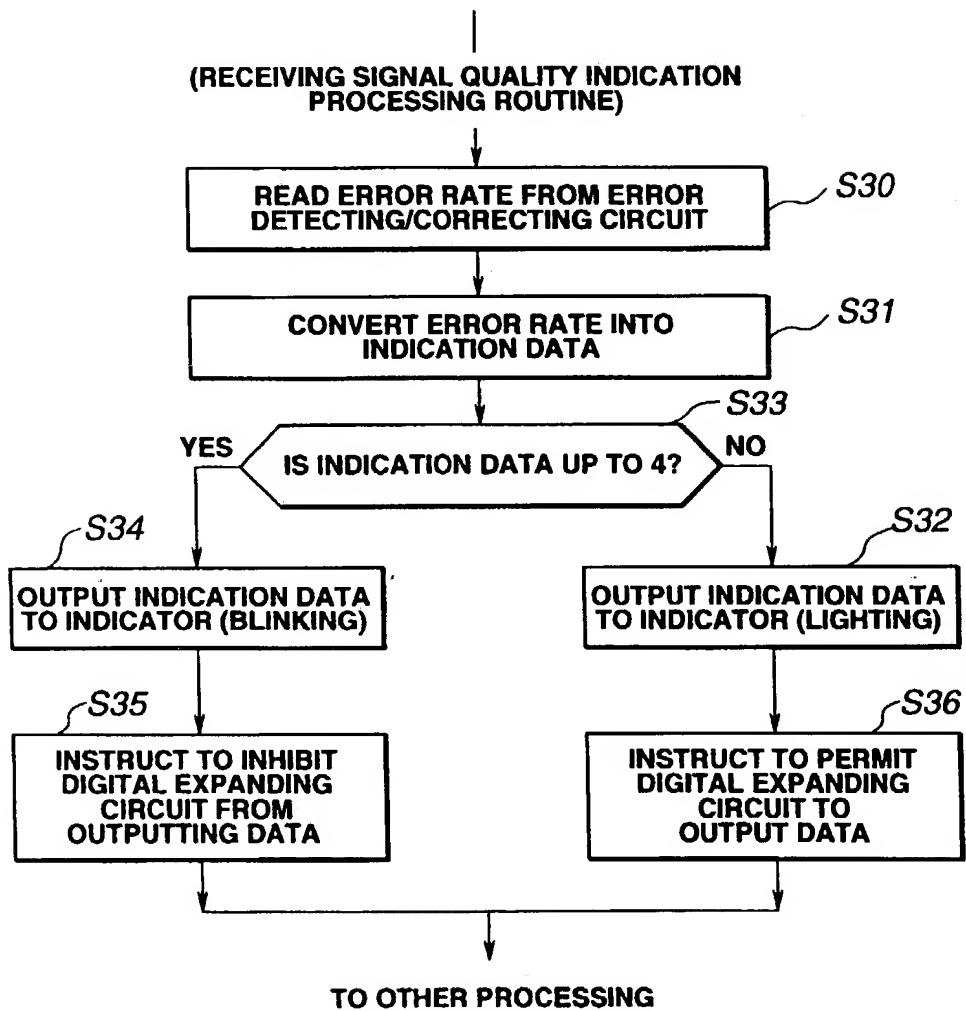 (RECEIVING SIGNAL QUALITY INDICATION
PROCESSING ROUTINE)
S30
READ ERROR RATE FROM ERROR
DETECTING/CORRECTING CIRCUIT
S31
CONVERT ERROR RATE INTO
INDICATION DATA
S33
YES
IS INDICATION DATA UP TO 4?
NO
S34
OUTPUT INDICATION DATA
TO INDICATOR (BLINKING)
S32
OUTPUT INDICATION DATA
TO INDICATOR (LIGHTING)
S35
INSTRUCT TO INHIBIT
DIGITAL EXPANDING
CIRCUIT FROM
OUTPUTTING DATA
S36
INSTRUCT TO PERMIT
DIGITAL EXPANDING
CIRCUIT TO
OUTPUT DATA
TO OTHER PROCESSING